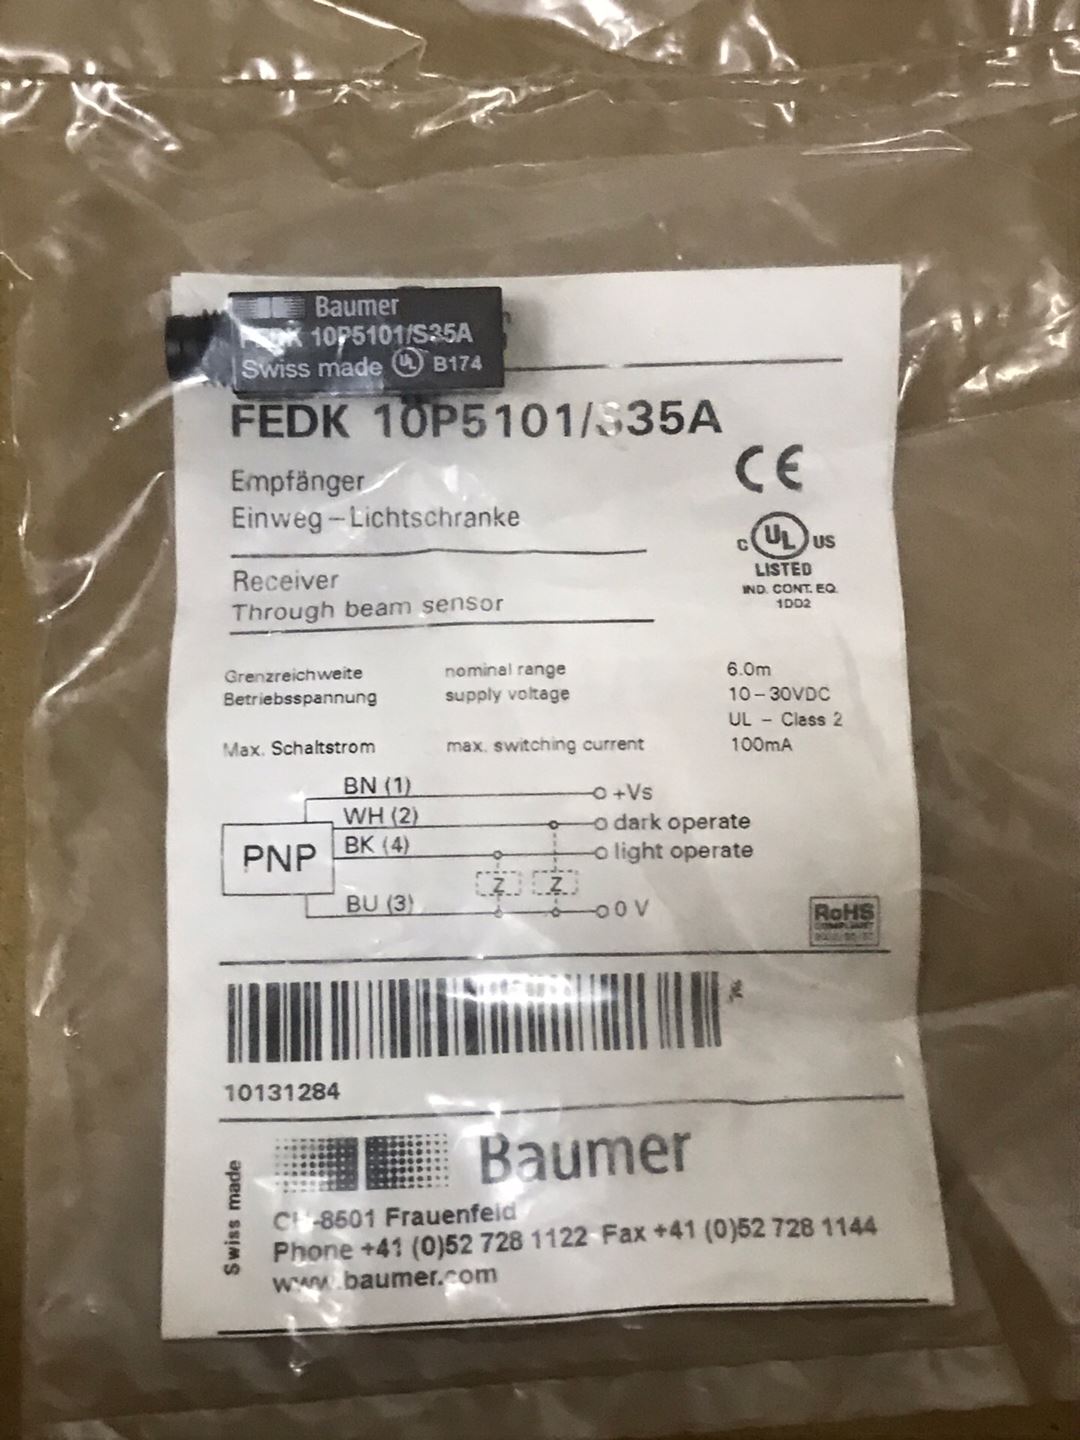 Baumer
FEDK 10P5101/S35A
Swiss made UL B174
FEDK 10P5101/S35A
CE
Empfänger
Einweg – Lichtschranke
C UL US
LISTED
IND. CONT. EQ.
1DD2
Receiver
Through beam sensor
Grenzreichweite nominal range 6.0m
Betriebsspannung supply voltage 10 – 30VDC
UL – Class 2
Max. Schaltstrom max. switching current 100mA
BN (1) +Vs
WH (2) dark operate
PNP BK (4) light operate
Z Z
BU (3) 0 V
RoHS
COMPLIANT
10131284
Swiss made
Baumer
CH-8501 Frauenfeld
Phone +41 (0)52 728 1122 Fax +41 (0)52 728 1144
www.baumer.com